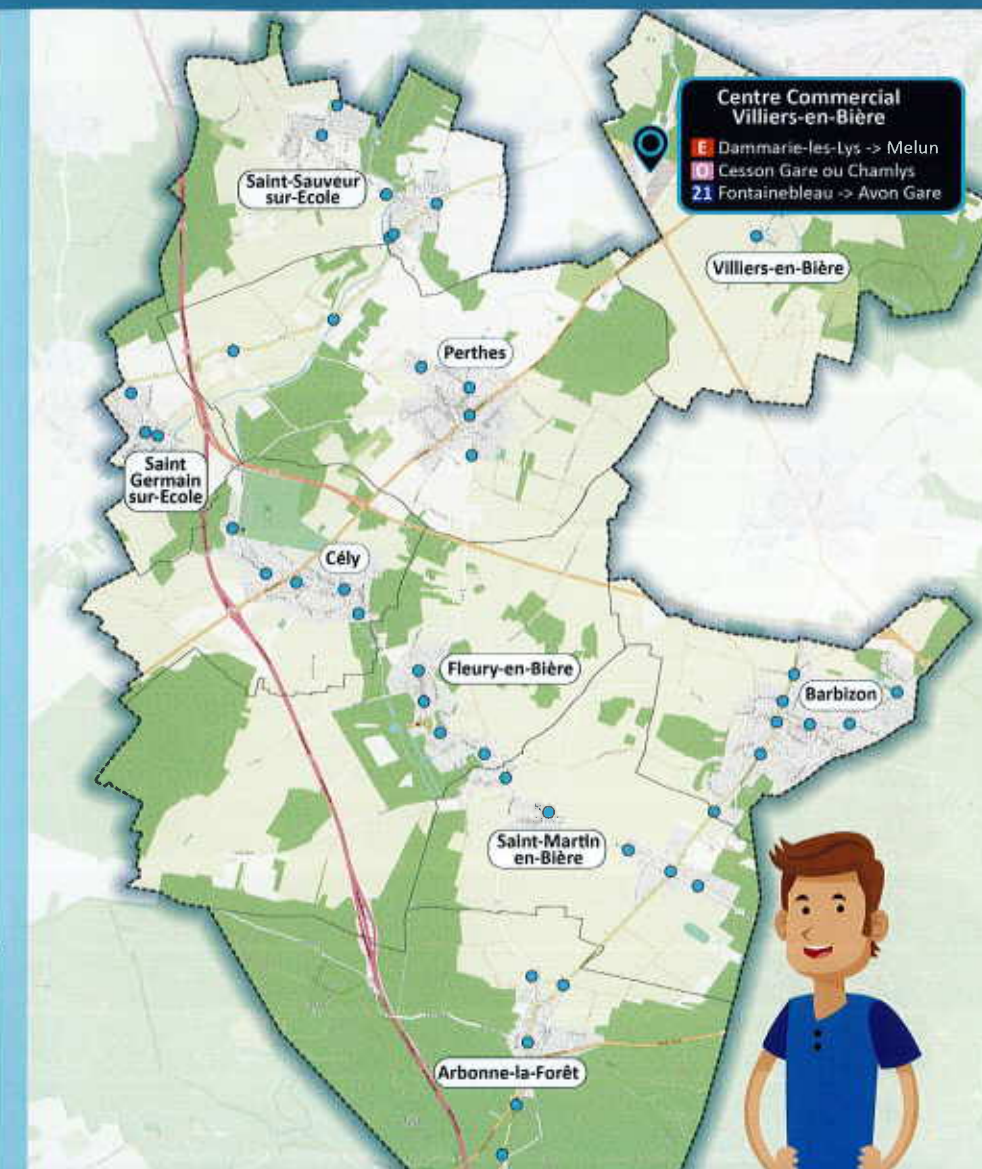 Centre Commercial
Villiers-en-Bière
E Dammarie-les-Lys -> Melun
O Cesson Gare ou Chamlys
21 Fontainebleau -> Avon Gare
Saint-Sauveur
sur-Ecole
Villiers-en-Bière
Perthes
Saint
Germain
sur-Ecole
Cély
Fleury-en-Bière
Barbizon
Saint-Martin
en-Bière
Arbonne-la-Forêt